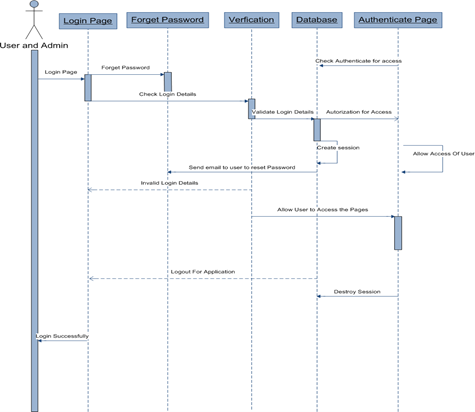 Login Page
Forget Password
Verfication
Database
Authenticate Page
User and Admin
Check Authenticate for access
Forget Password
Login Page
Check Login Details
Validate Login Details
Autorization for Access
Create session
Allow Access Of User
Send email to user to reset Password
Invalid Login Details
Allow User to Access the Pages
Logout For Application
Destroy Session
Login Successfully